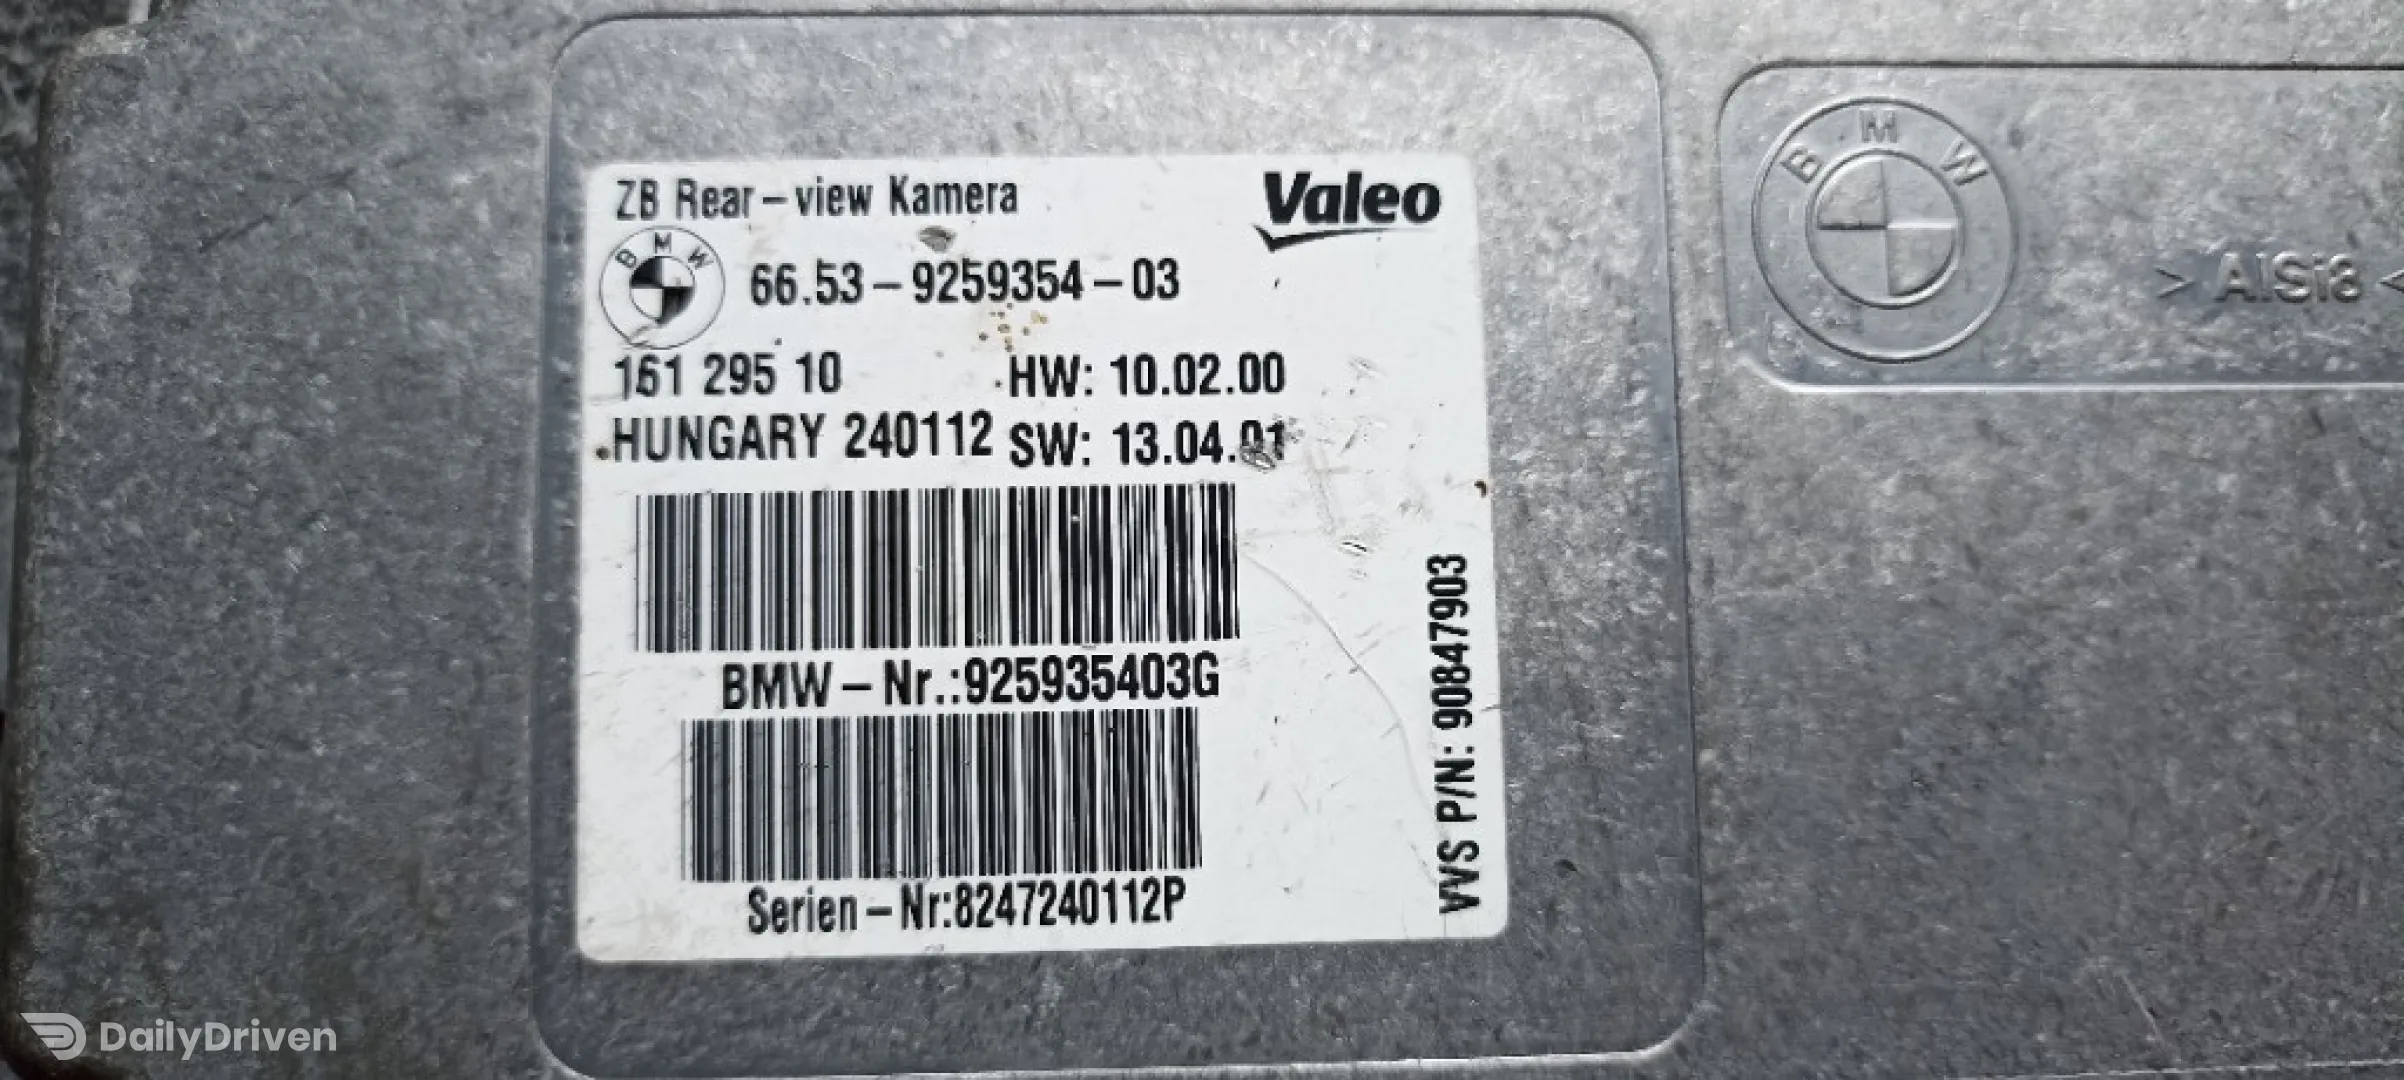 ZB Rear-view Kamera
Valeo
BMW
66.53-9259354-03
161 295 10
HW: 10.02.00
HUNGARY 240112
SW: 13.04.01
BMW-Nr.:925935403G
Serien-Nr:8247240112P
VVS P/N: 90847903
BMW
> AlSi8 <
DailyDriven